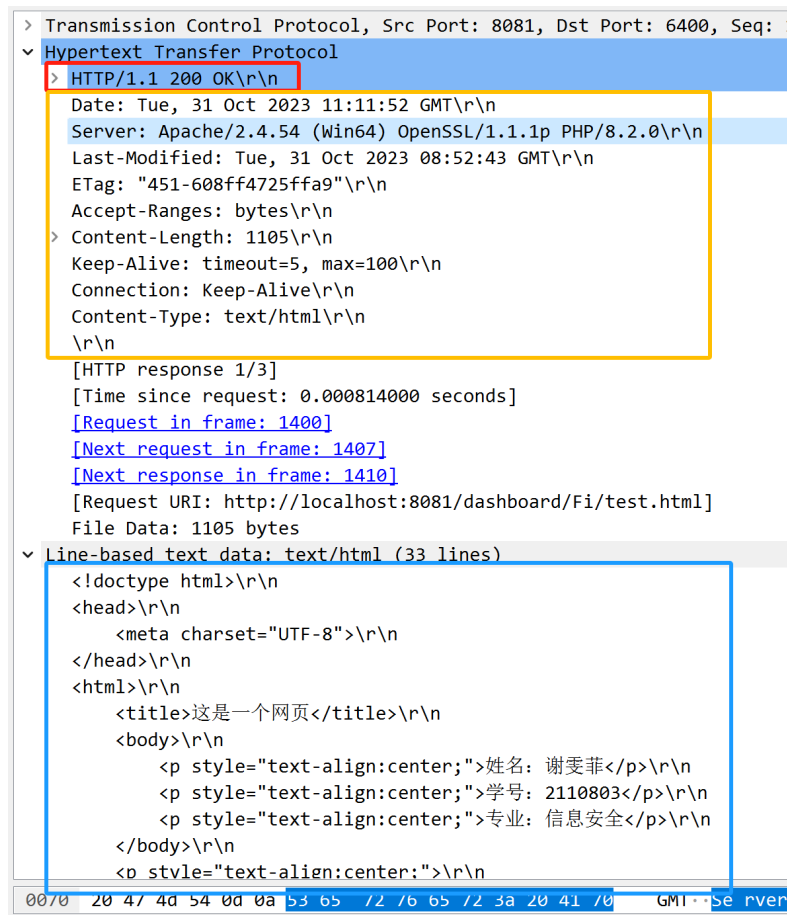 Transmission Control Protocol, Src Port: 8081, Dst Port: 6400, Seq:
Hypertext Transfer Protocol
HTTP/1.1 200 OK\r\n
Date: Tue, 31 Oct 2023 11:11:52 GMT\r\n
Server: Apache/2.4.54 (Win64) OpenSSL/1.1.1p PHP/8.2.0\r\n
Last-Modified: Tue, 31 Oct 2023 08:52:43 GMT\r\n
ETag: "451-608ff4725ffa9"\r\n
Accept-Ranges: bytes\r\n
Content-Length: 1105\r\n
Keep-Alive: timeout=5, max=100\r\n
Connection: Keep-Alive\r\n
Content-Type: text/html\r\n
\r\n
[HTTP response 1/3]
[Time since request: 0.000814000 seconds]
[Request in frame: 1400]
[Next request in frame: 1407]
[Next response in frame: 1410]
[Request URI: http://localhost:8081/dashboard/Fi/test.html]
File Data: 1105 bytes
Line-based text data: text/html (33 lines)
<!doctype html>\r\n
<head>\r\n
<meta charset="UTF-8">\r\n
</head>\r\n
<html>\r\n
<title>这是一个网页</title>\r\n
<body>\r\n
<p style="text-align:center;">姓名：谢雯菲</p>\r\n
<p style="text-align:center;">学号：2110803</p>\r\n
<p style="text-align:center;">专业：信息安全</p>\r\n
</body>\r\n
<p style="text-align:center;">\r\n
0070 20 47 4d 54 0d 0a 53 65 72 76 65 72 3a 20 41 70 GMT··Se rver